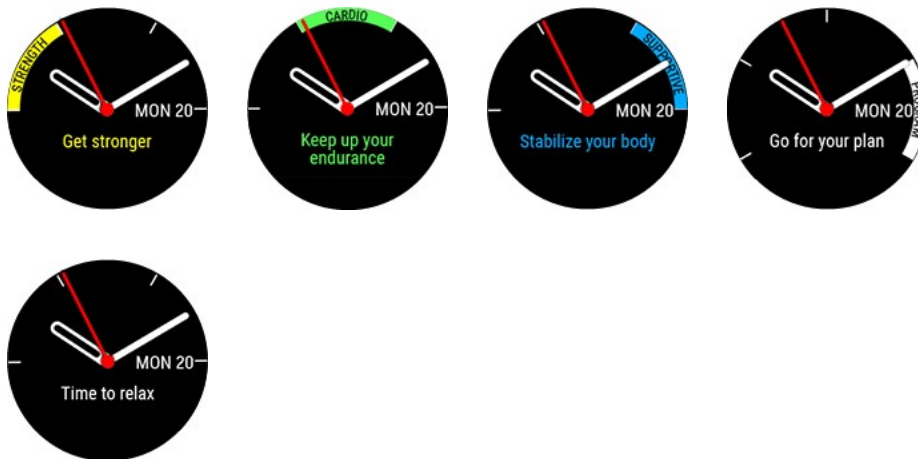 STRENGTH
MON 20
Get stronger
CARDIO
MON 20
Keep up your
endurance
SUPPORTIVE
MON 20
Stabilize your body
PROGRAM
MON 20
Go for your plan
MON 20
Time to relax